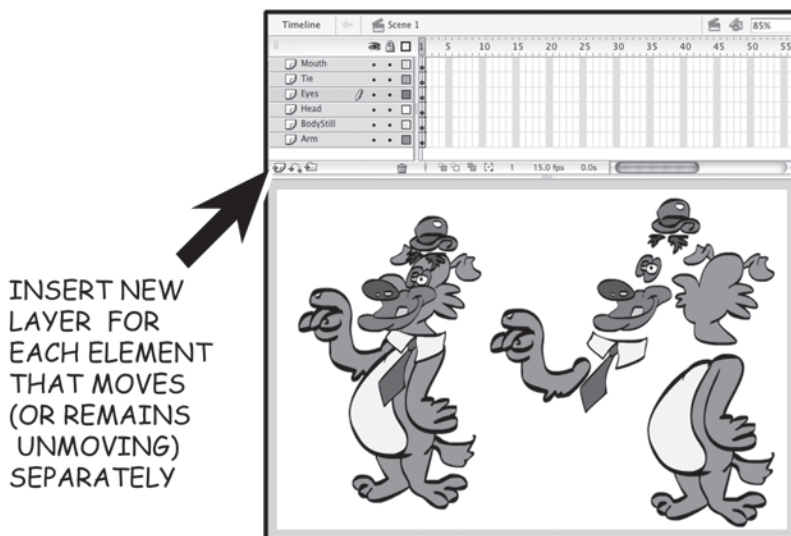 Timeline
Scene 1
85%
1 5 10 15 20 25 30 35 40 45 50 55
Mouth
Tie
Eyes
Head
BodyStill
Arm
1 15.0 fps 0.0s
INSERT NEW
LAYER FOR
EACH ELEMENT
THAT MOVES
(OR REMAINS
UNMOVING)
SEPARATELY